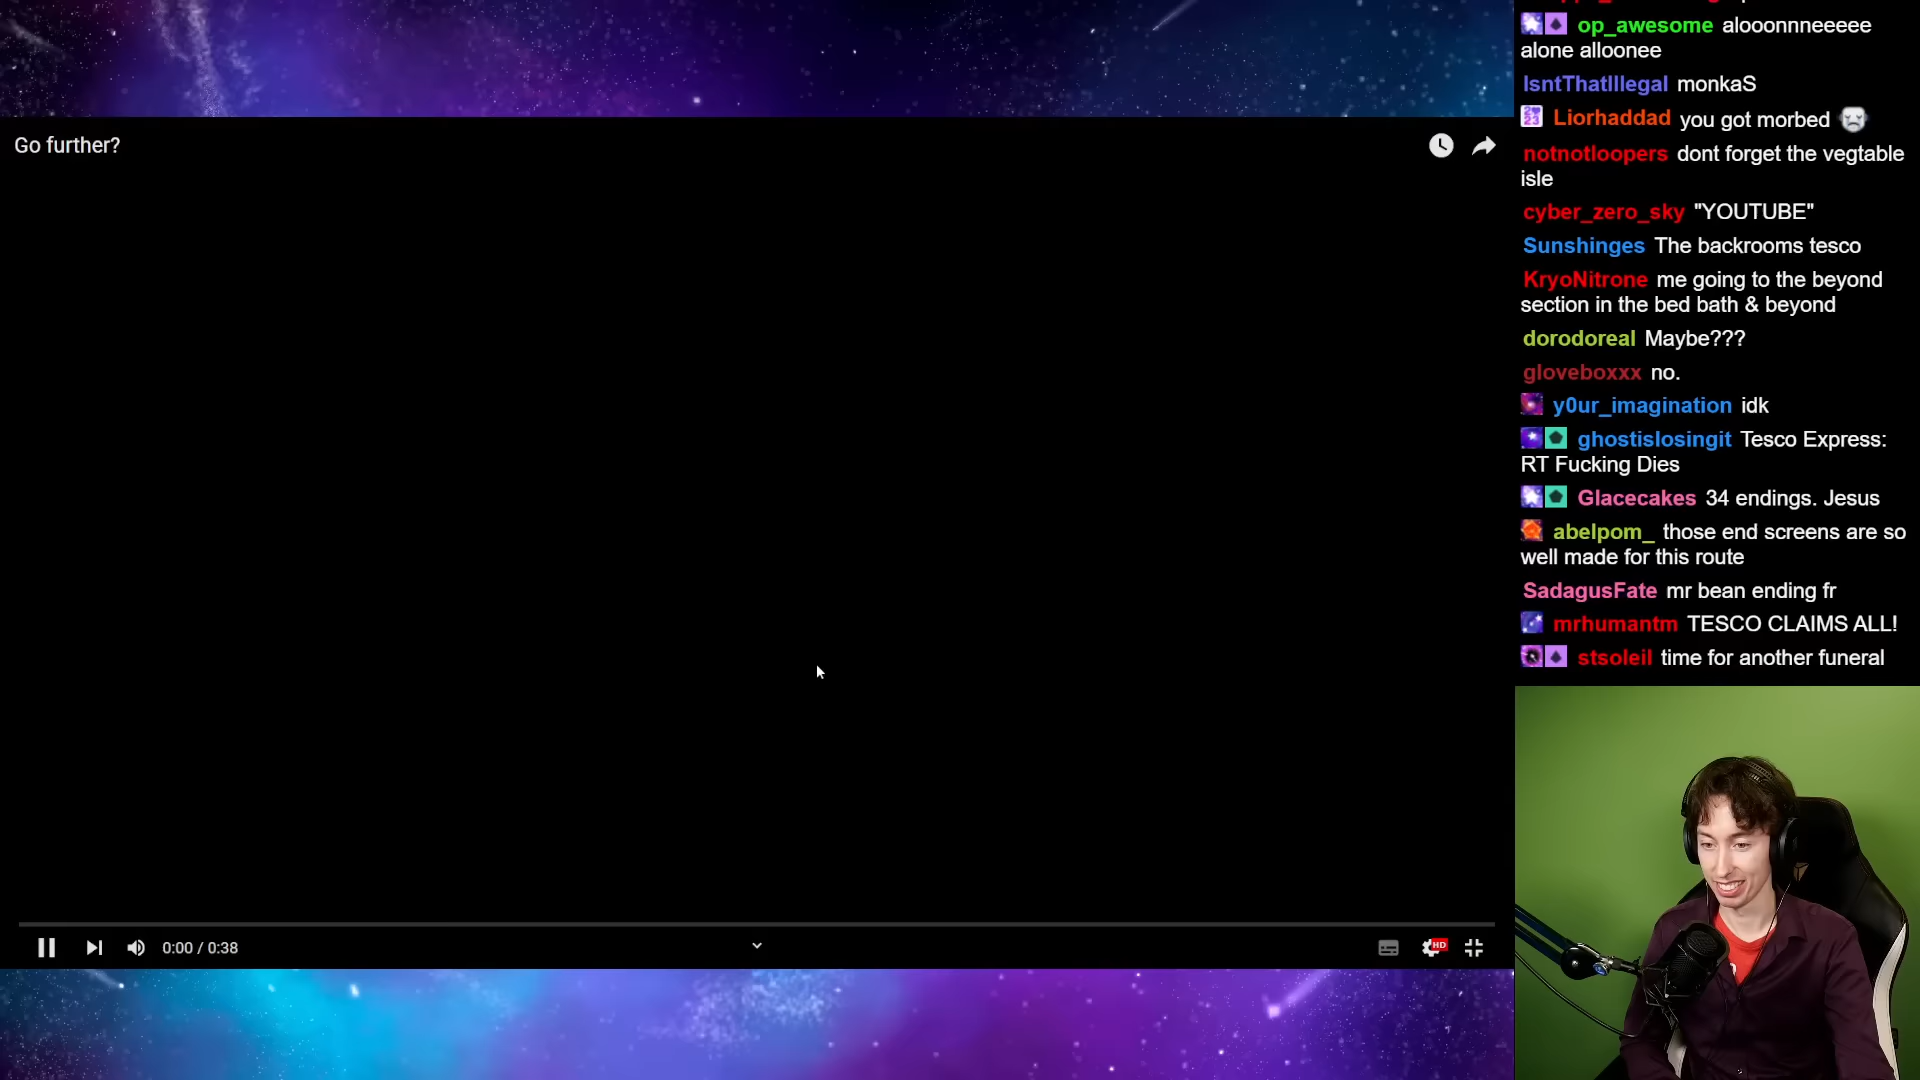 Go further?
op_awesome alooonnneeeee
alone alloonee
IsntThatIllegal monkaS
Liorhaddad you got morbed
notnotloopers dont forget the vegtable
isle
cyber_zero_sky "YOUTUBE"
Sunshinges The backrooms tesco
KryoNitrone me going to the beyond
section in the bed bath & beyond
dorodoreal Maybe???
gloveboxxx no.
y0ur_imagination idk
ghostislosingit Tesco Express:
RT Fucking Dies
Glacecakes 34 endings. Jesus
abelpom_ those end screens are so
well made for this route
SadagusFate mr bean ending fr
mrhumantm TESCO CLAIMS ALL!
stsoleil time for another funeral
0:00 / 0:38
HD